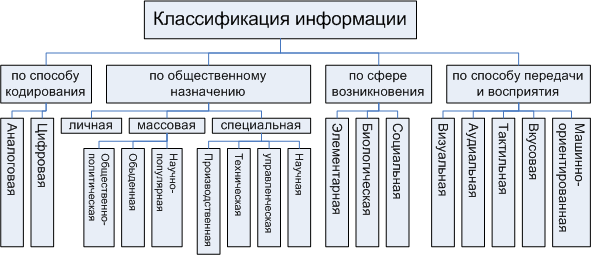 Классификация информации
по способу
кодирования
по общественному
назначению
по сфере
возникновения
по способу передачи
и восприятия
Аналоговая
Цифровая
личная
массовая
специальная
Общественно-
политическая
Обыденная
Научно-
популярная
Производственная
Техническая
управленческая
Научная
Элементарная
Биологическая
Социальная
Визуальная
Аудиальная
Тактильная
Вкусовая
Машинно-
ориентированная